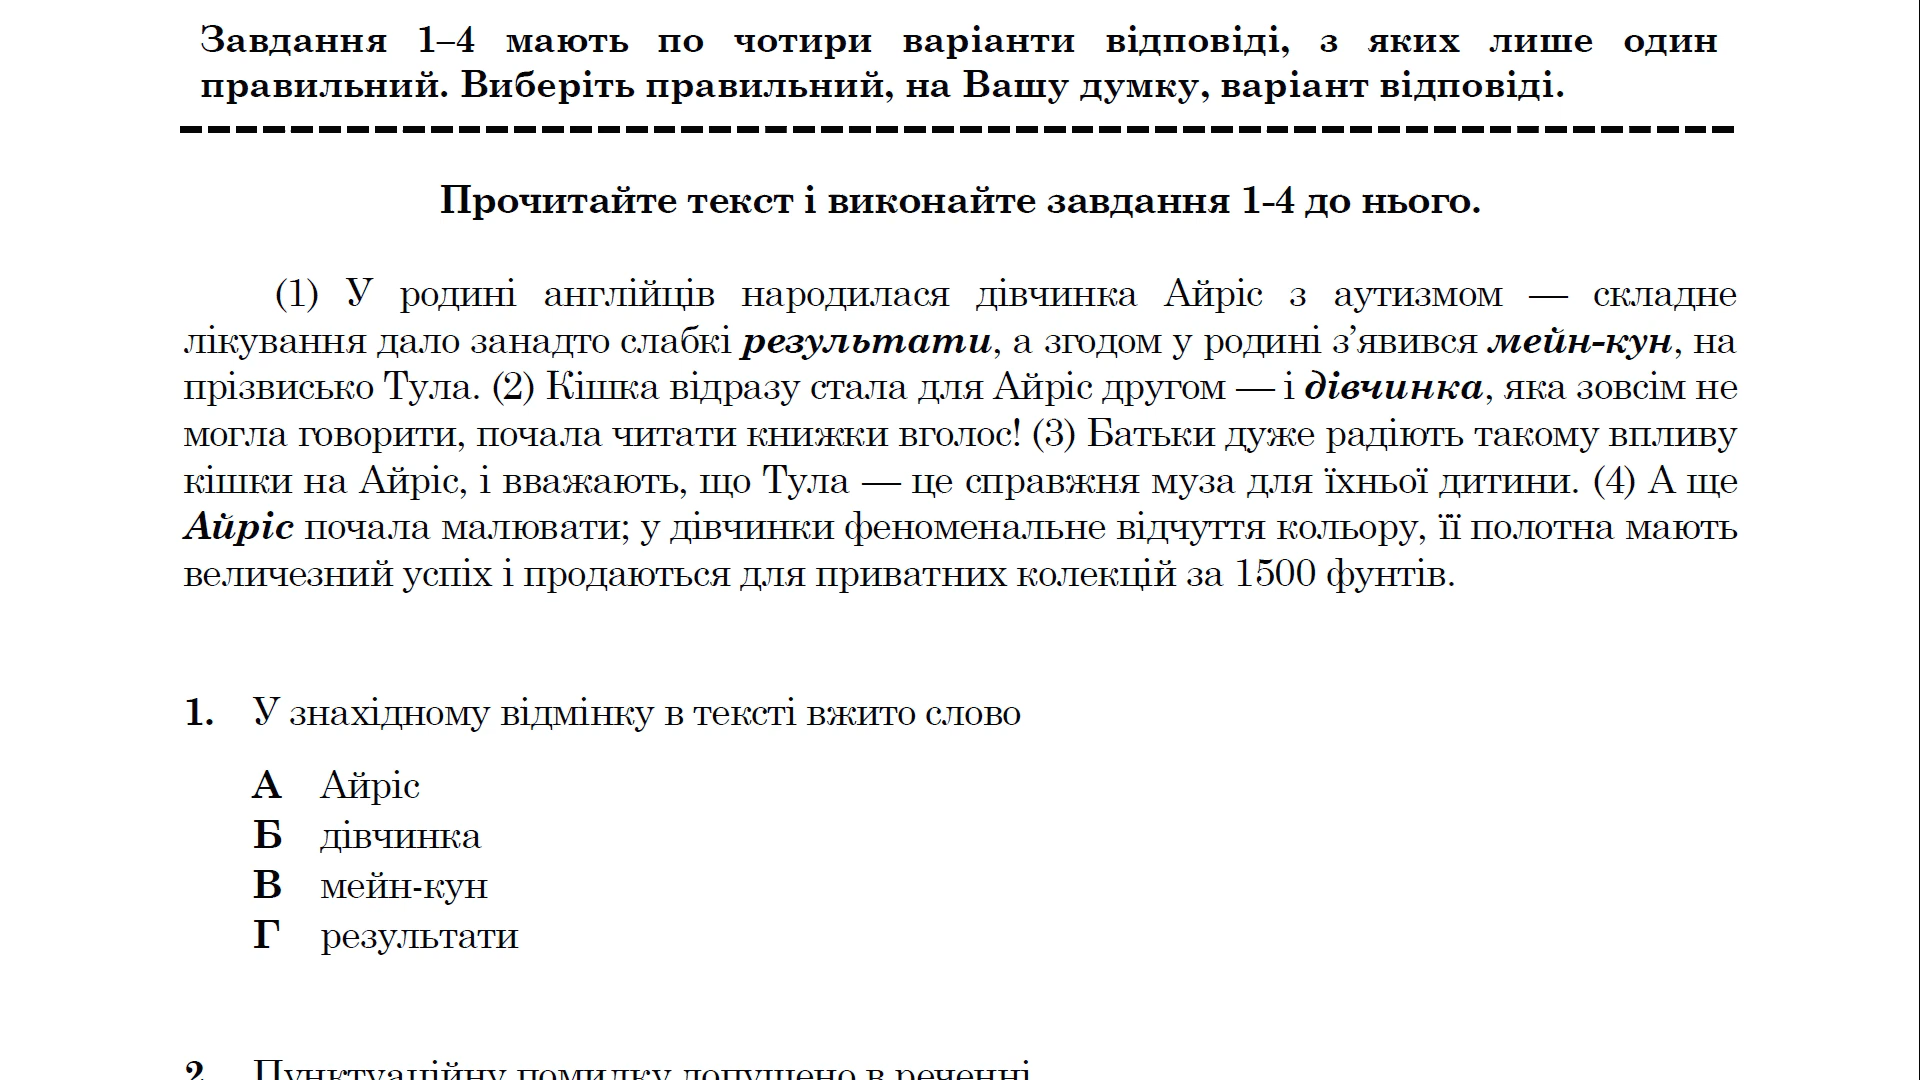 Завдання 1–4 мають по чотири варіанти відповіді, з яких лише один
правильний. Виберіть правильний, на Вашу думку, варіант відповіді.
Прочитайте текст і виконайте завдання 1-4 до нього.
(1) У родині англійців народилася дівчинка Айріс з аутизмом — складне
лікування дало занадто слабкі результати, а згодом у родині з’явився мейн-кун, на
прізвисько Тула. (2) Кішка відразу стала для Айріс другом — і дівчинка, яка зовсім не
могла говорити, почала читати книжки вголос! (3) Батьки дуже радіють такому впливу
кішки на Айріс, і вважають, що Тула — це справжня муза для їхньої дитини. (4) А ще
Айріс почала малювати; у дівчинки феноменальне відчуття кольору, її полотна мають
величезний успіх і продаються для приватних колекцій за 1500 фунтів.
1. У знахідному відмінку в тексті вжито слово
А Айріс
Б дівчинка
В мейн-кун
Г результати
2. Пунктуаційну помилку допущено в реченні